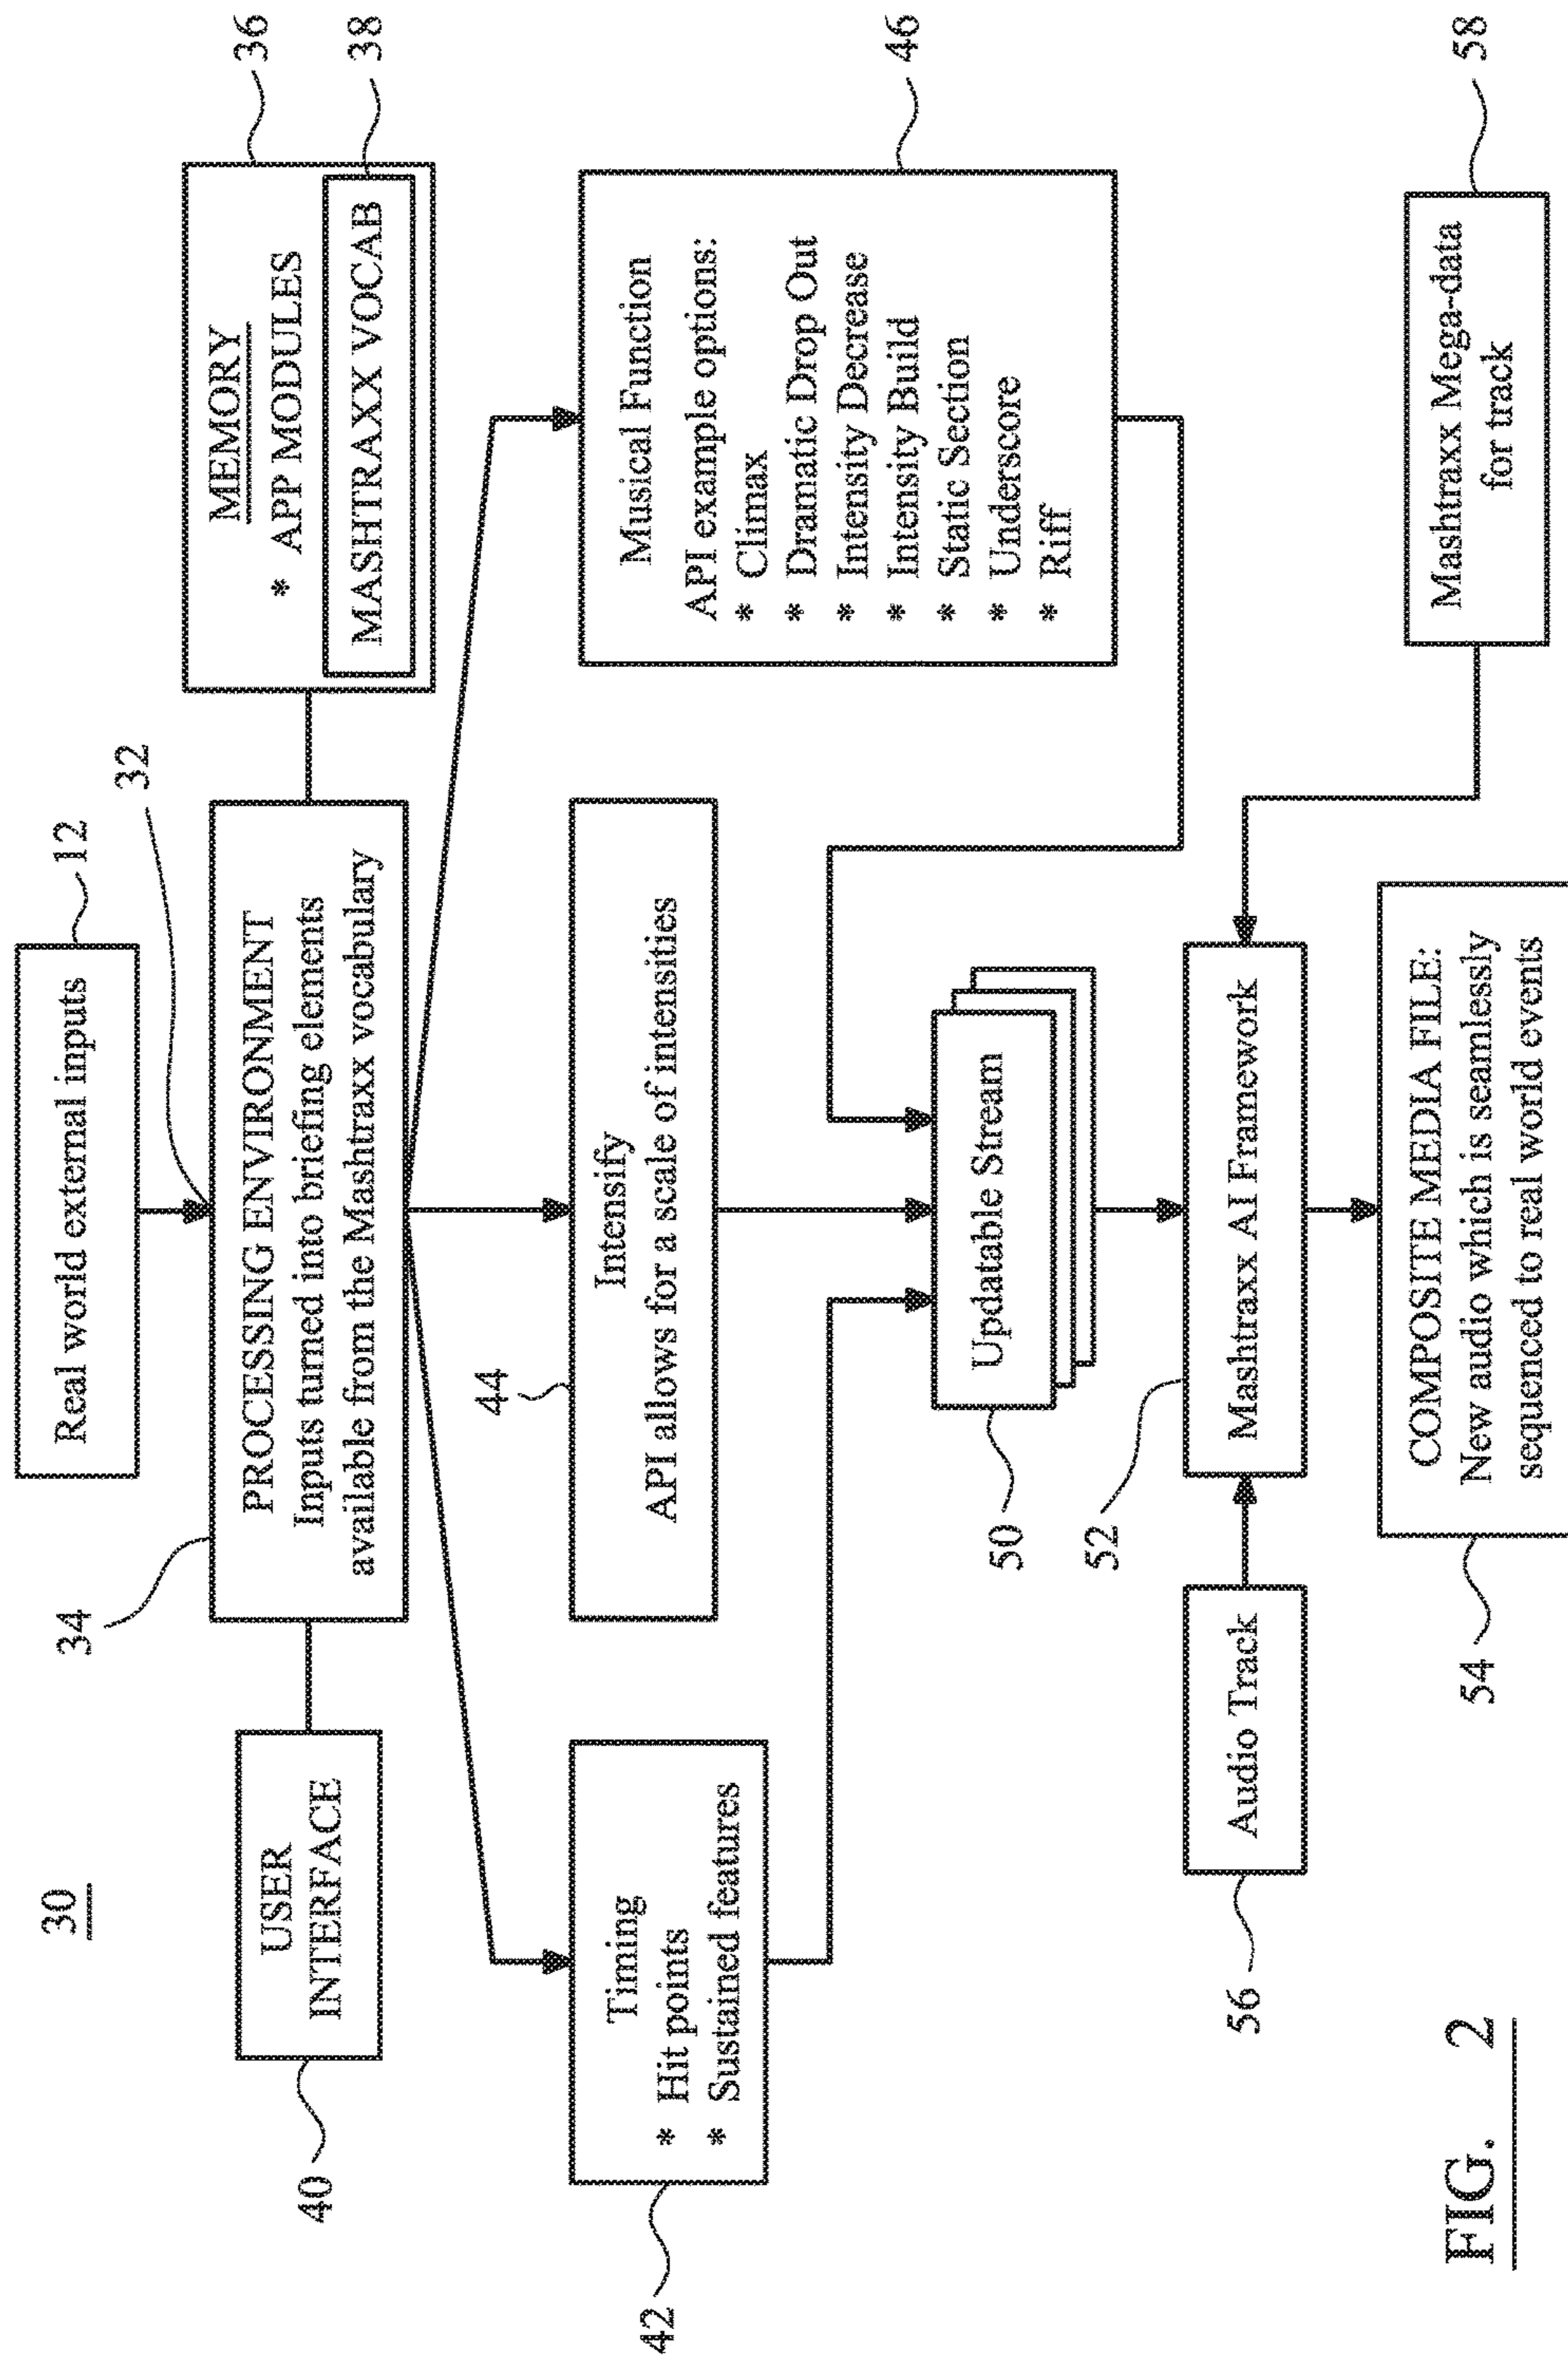 30
Real world external inputs
12
32
34
PROCESSING ENVIRONMENT
Inputs turned into briefing elements
available from the Mashtraxx vocabulary
USER
INTERFACE
40
MEMORY
* APP MODULES
MASHTRAXX VOCAB
36
38
Timing
* Hit points
* Sustained features
42
44
Intensify
API allows for a scale of intensities
Musical Function
API example options:
* Climax
* Dramatic Drop Out
* Intensity Decrease
* Intensity Build
* Static Section
* Underscore
* Riff
46
Updatable Stream
50
52
Audio Track
56
Mashtraxx AI Framework
Mashtraxx Mega-data
for track
58
COMPOSITE MEDIA FILE:
New audio which is seamlessly
sequenced to real world events
54
FIG. 2